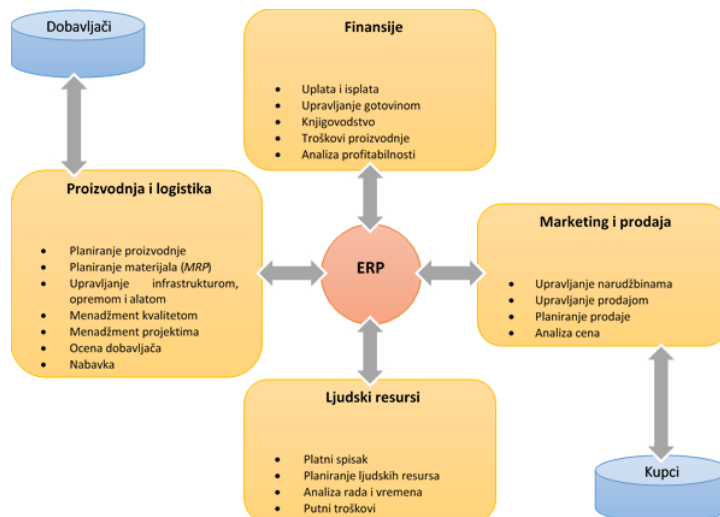 Dobavljači
Finansije
• Uplata i isplata
• Upravljanje gotovinom
• Knjigovodstvo
• Troškovi proizvodnje
• Analiza profitabilnosti
Proizvodnja i logistika
• Planiranje proizvodnje
• Planiranje materijala (MRP)
• Upravljanje infrastrukturom,
opremom i alatom
• Menadžment kvalitetom
• Menadžment projektima
• Ocena dobavljača
• Nabavka
ERP
Marketing i prodaja
• Upravljanje narudžbinama
• Upravljanje prodajom
• Planiranje prodaje
• Analiza cena
Ljudski resursi
• Platni spisak
• Planiranje ljudskih resursa
• Analiza rada i vremena
• Putni troškovi
Kupci